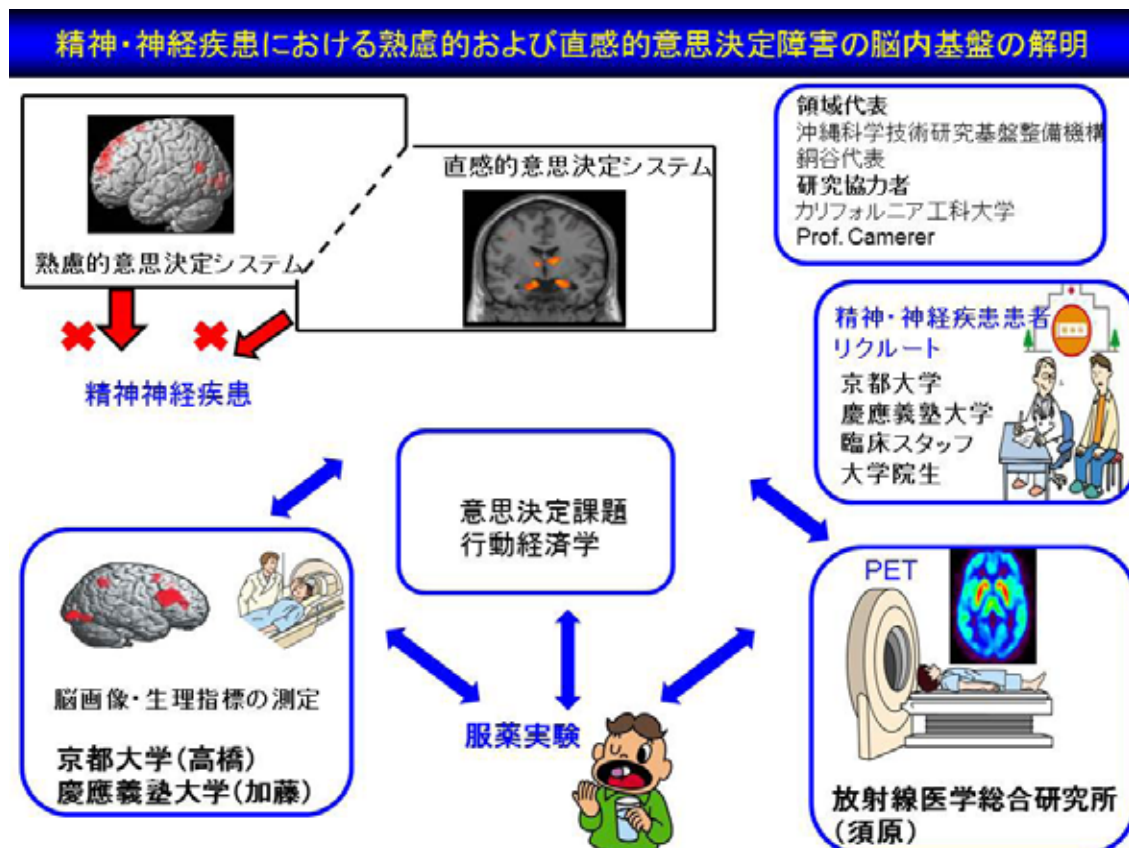 精神・神経疾患における熟慮的および直感的意思決定障害の脳内基盤の解明
熟慮的意思決定システム
直感的意思決定システム
領域代表
沖縄科学技術研究基盤整備機構
銅谷代表
研究協力者
カリフォルニア工科大学
Prof. Camerer
精神神経疾患
精神・神経疾患患者
リクルート
京都大学
慶應義塾大学
臨床スタッフ
大学院生
意思決定課題
行動経済学
脳画像・生理指標の測定
京都大学(高橋)
慶應義塾大学(加藤)
服薬実験
PET
放射線医学総合研究所
(須原)